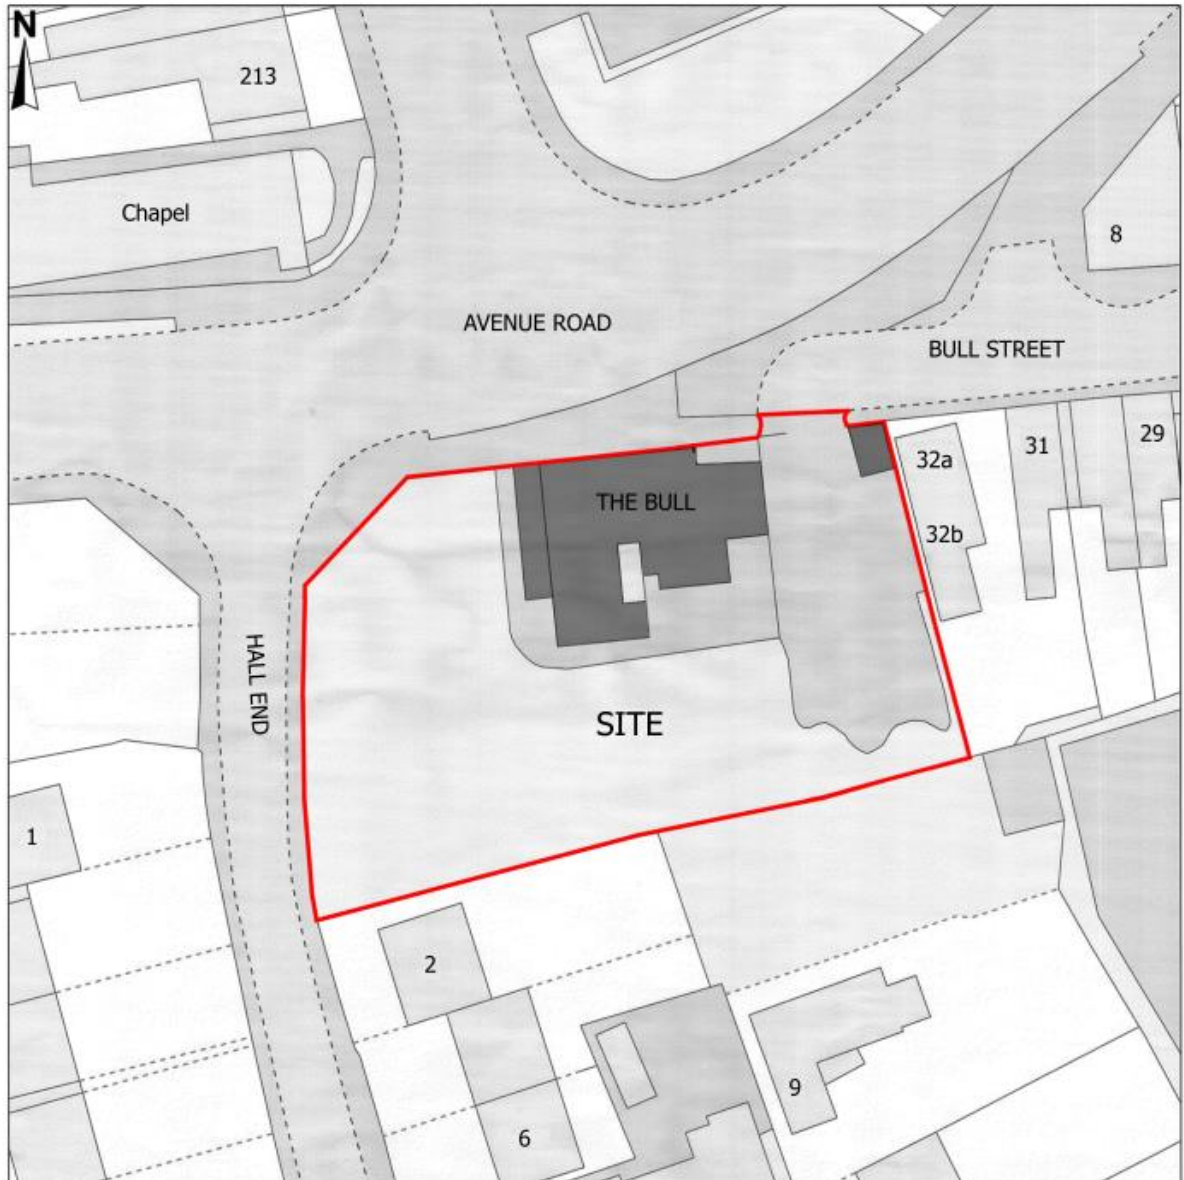 N
213
Chapel
8
AVENUE ROAD
BULL STREET
32a
31
29
THE BULL
32b
HALL END
SITE
1
2
9
6